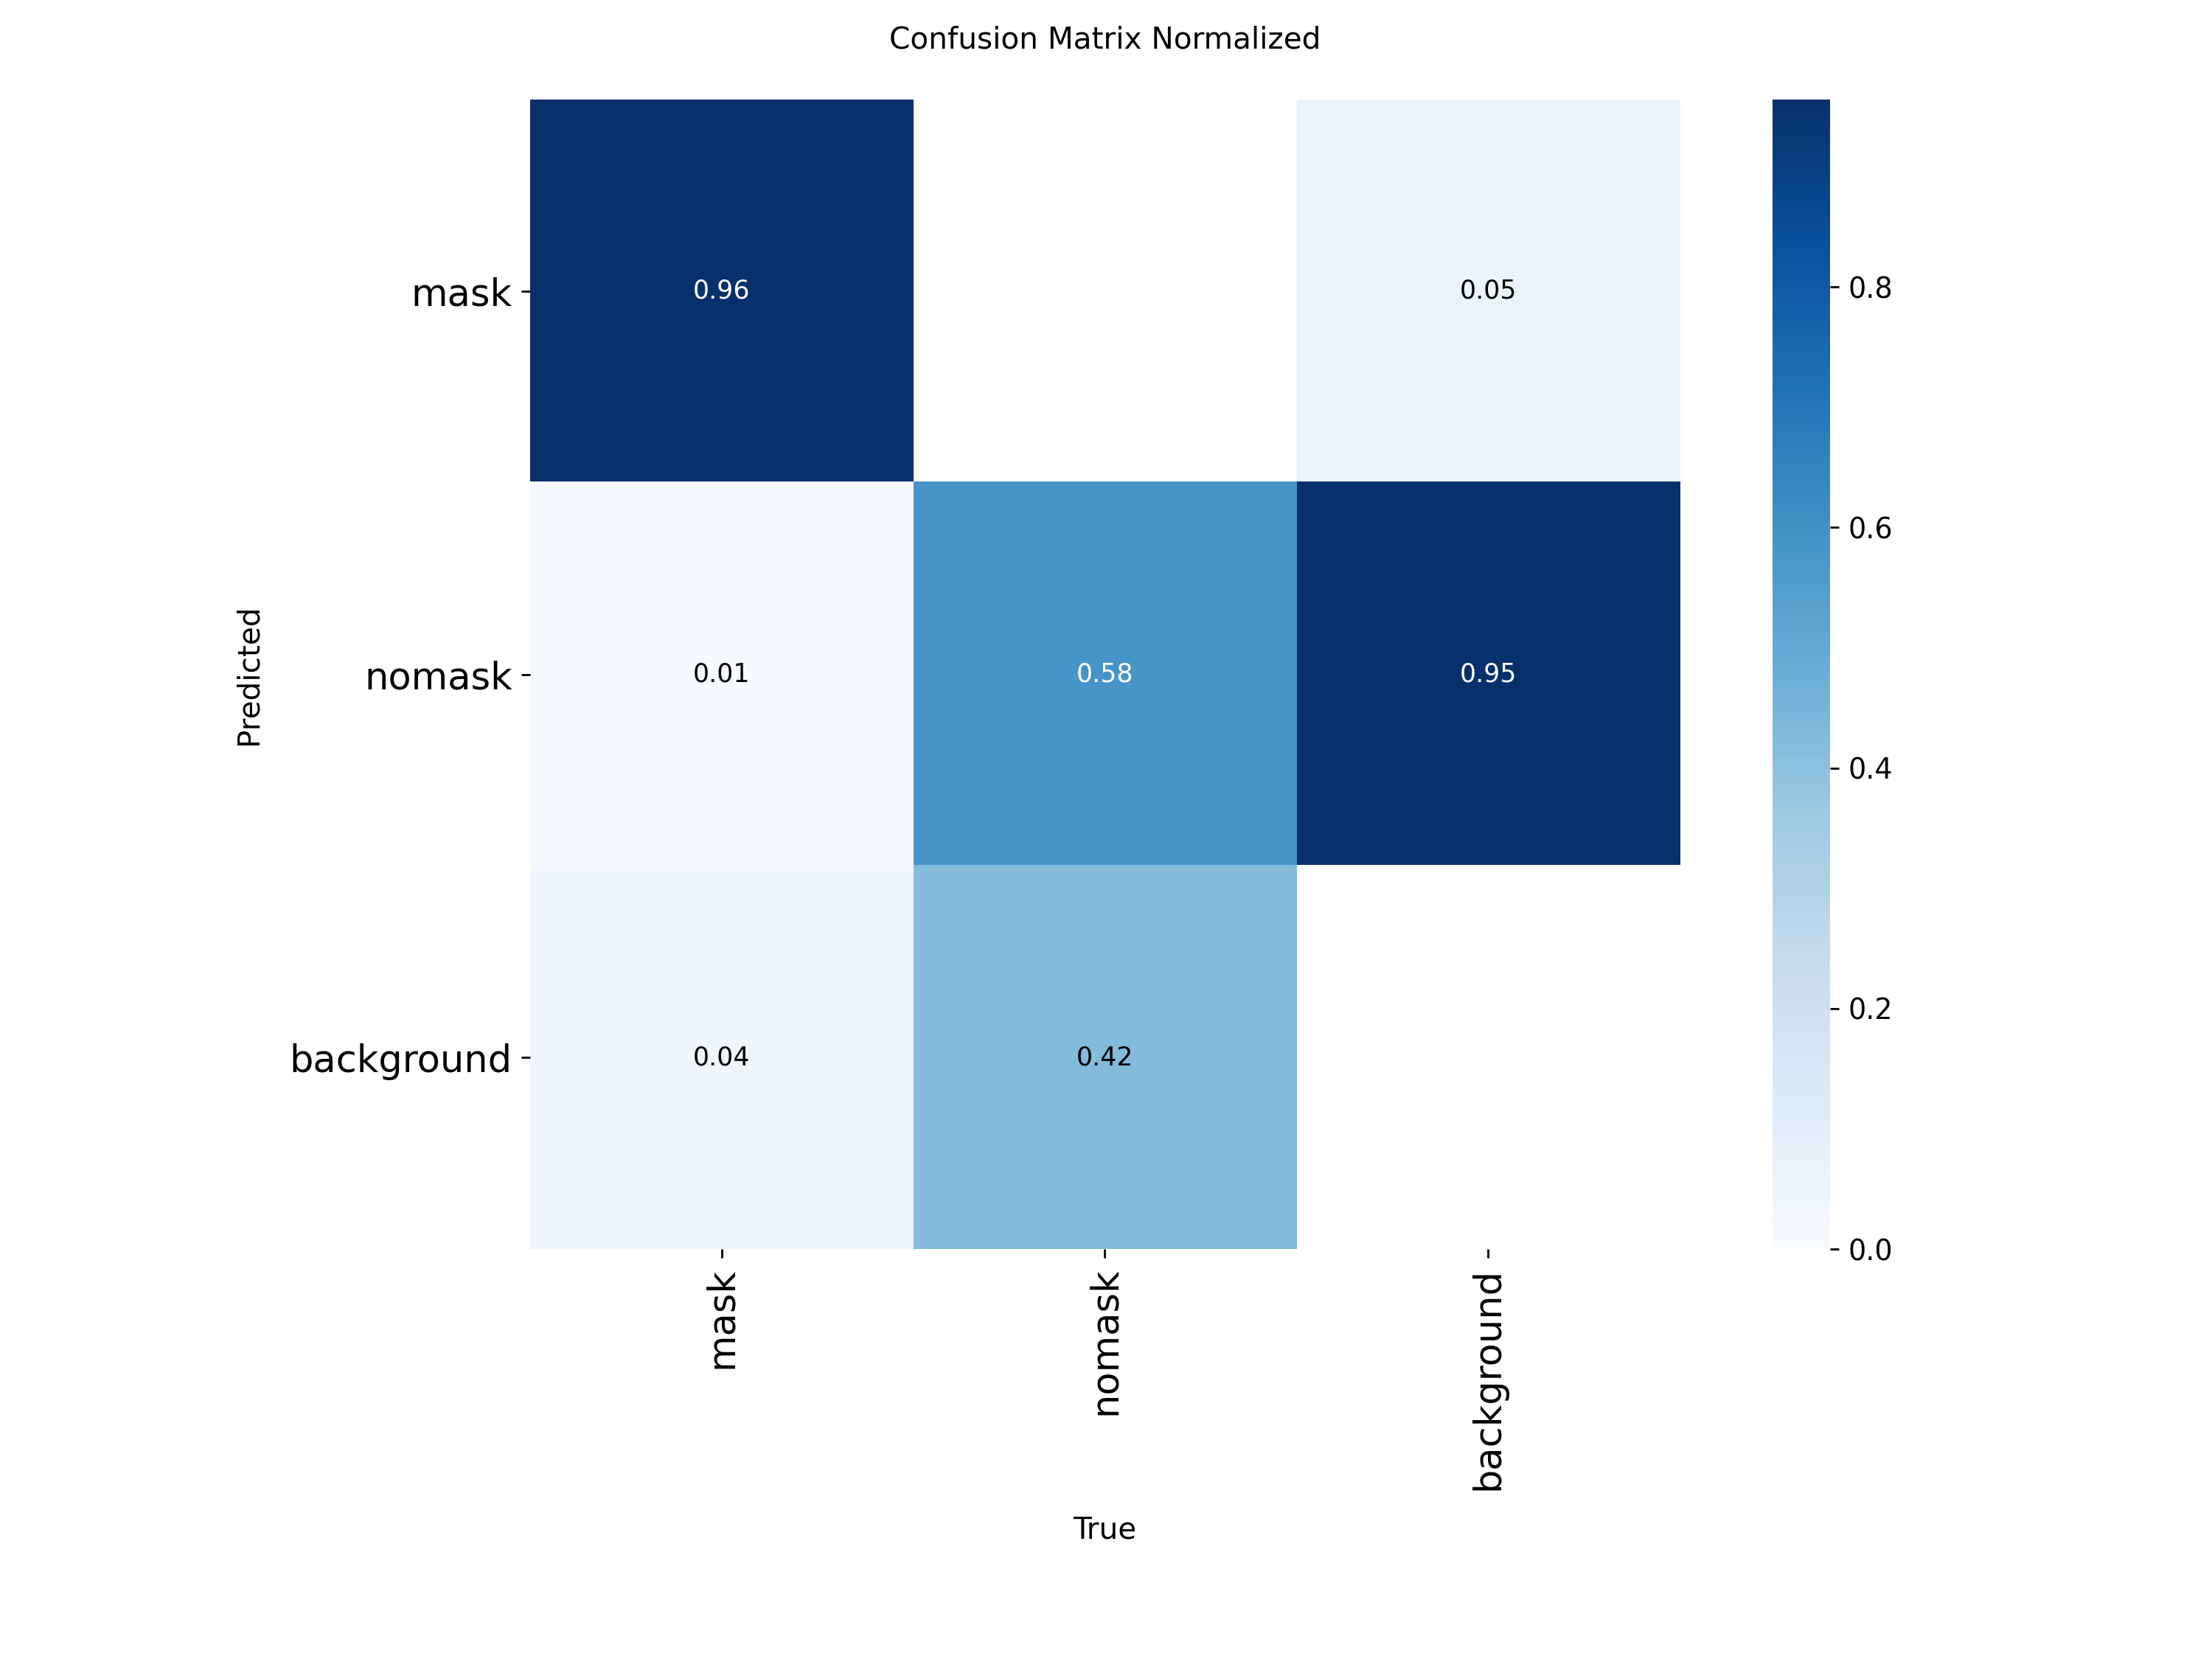 Confusion Matrix Normalized
Predicted
mask
0.96
0.05
nomask
0.01
0.58
0.95
background
0.04
0.42
mask
nomask
background
True
0.8
0.6
0.4
0.2
0.0